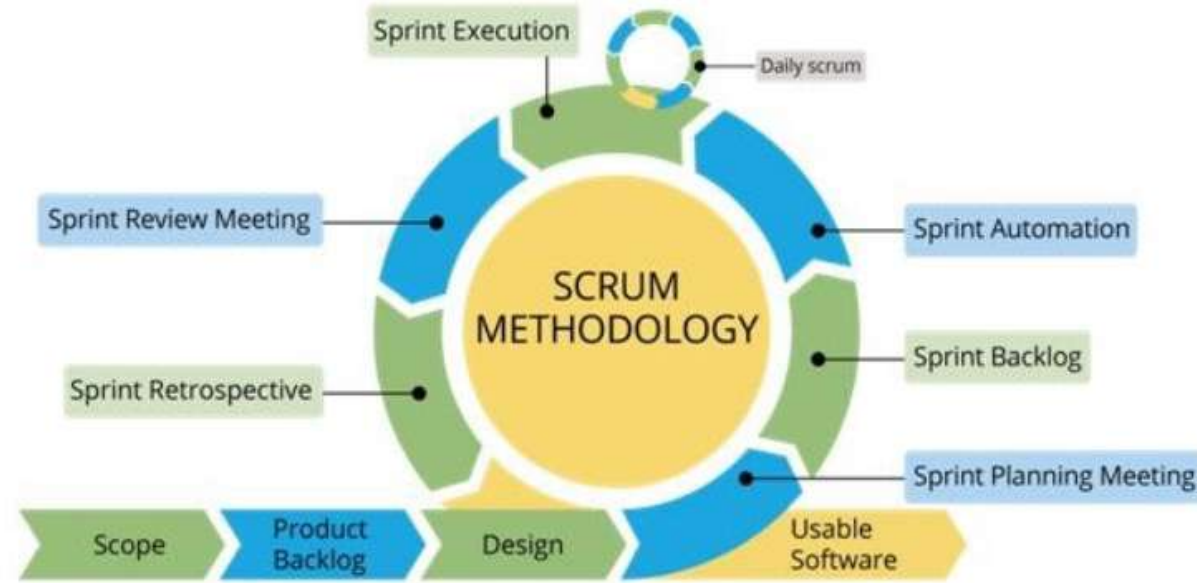 Sprint Execution
Daily scrum
Sprint Review Meeting
Sprint Automation
SCRUM
METHODOLOGY
Sprint Backlog
Sprint Retrospective
Sprint Planning Meeting
Scope
Product
Backlog
Design
Usable
Software